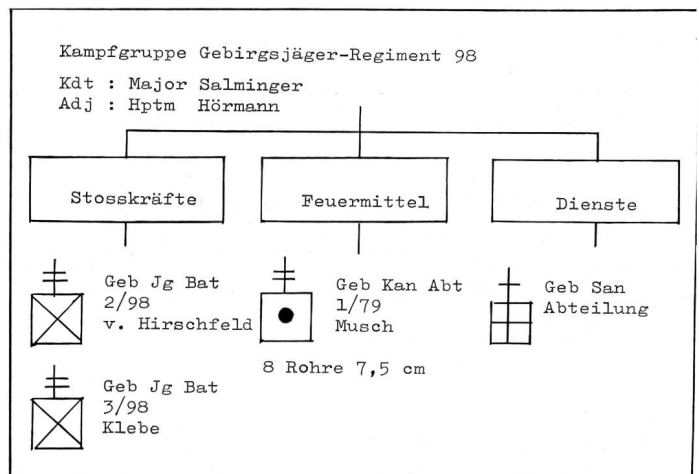 Kampfgruppe Gebirgsjäger-Regiment 98
Kdt : Major Salminger
Adj : Hptm Hörmann
Stosskräfte
Feuermittel
Dienste
Geb Jg Bat
2/98
v. Hirschfeld
Geb Jg Bat
3/98
Klebe
Geb Kan Abt
1/79
Musch
8 Rohre 7,5 cm
Geb San
Abteilung